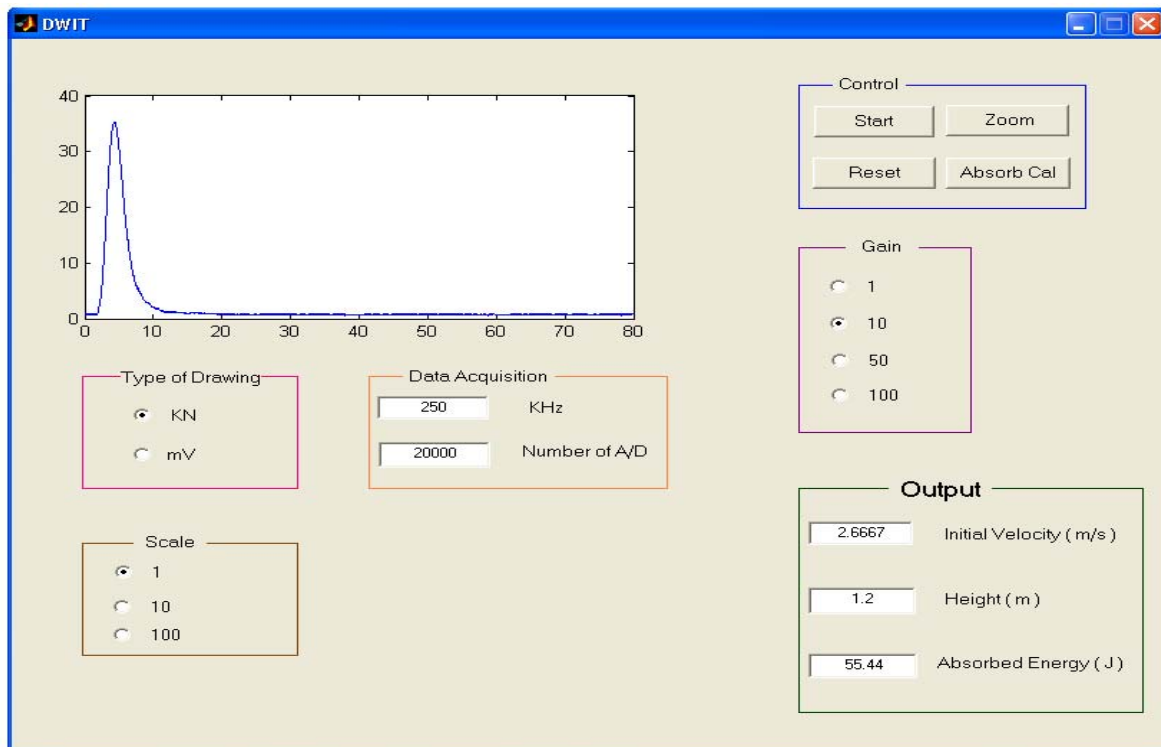 DWIT
40
30
20
10
0
0 10 20 30 40 50 60 70 80
Control
Start Zoom
Reset Absorb Cal
Gain
1
10
50
100
Type of Drawing
KN
mV
Data Acquisition
250 KHz
20000 Number of A/D
Scale
1
10
100
Output
2.6667 Initial Velocity ( m/s )
1.2 Height ( m )
55.44 Absorbed Energy ( J )